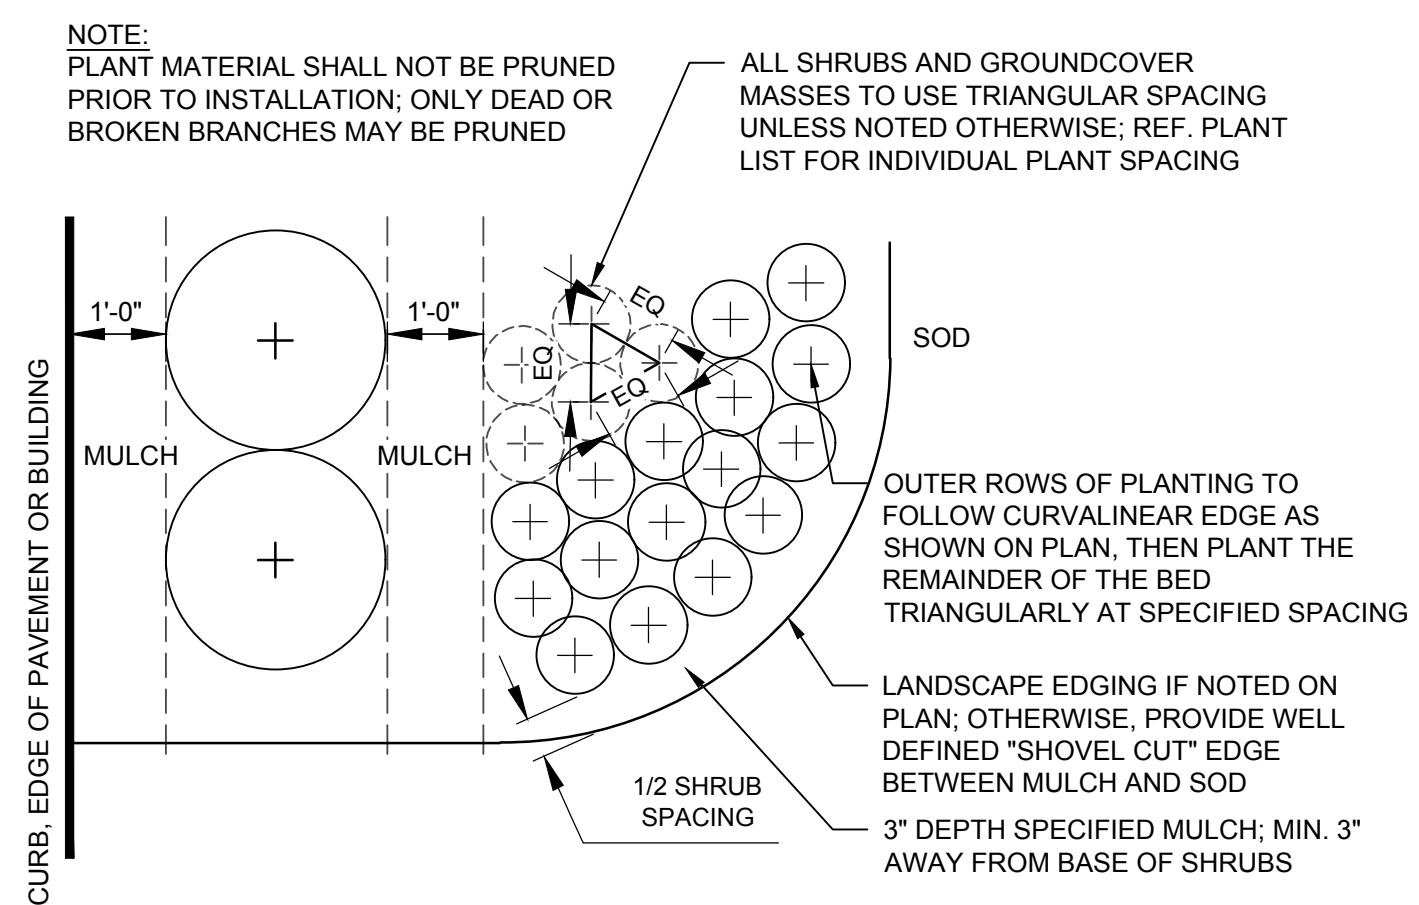 NOTE:
PLANT MATERIAL SHALL NOT BE PRUNED
PRIOR TO INSTALLATION; ONLY DEAD OR
BROKEN BRANCHES MAY BE PRUNED
ALL SHRUBS AND GROUNDCOVER
MASSES TO USE TRIANGULAR SPACING
UNLESS NOTED OTHERWISE; REF. PLANT
LIST FOR INDIVIDUAL PLANT SPACING
CURB, EDGE OF PAVEMENT OR BUILDING
1'-0"
1'-0"
EQ
EQ
EQ
SOD
MULCH
MULCH
OUTER ROWS OF PLANTING TO
FOLLOW CURVALINEAR EDGE AS
SHOWN ON PLAN, THEN PLANT THE
REMAINDER OF THE BED
TRIANGULARLY AT SPECIFIED SPACING
LANDSCAPE EDGING IF NOTED ON
PLAN; OTHERWISE, PROVIDE WELL
DEFINED "SHOVEL CUT" EDGE
BETWEEN MULCH AND SOD
1/2 SHRUB
SPACING
3" DEPTH SPECIFIED MULCH; MIN. 3"
AWAY FROM BASE OF SHRUBS